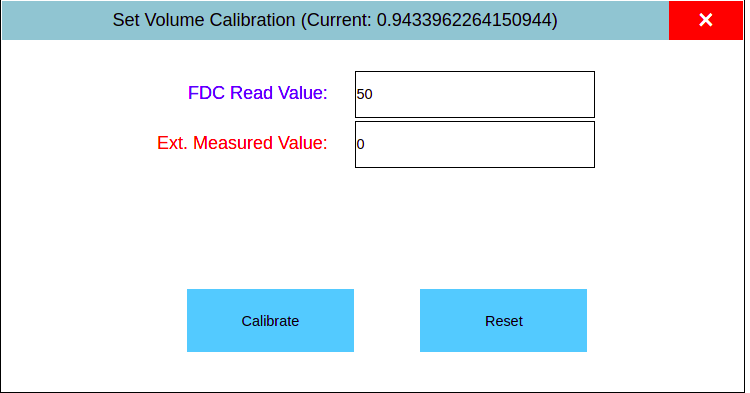 Set Volume Calibration (Current: 0.9433962264150944)
×
FDC Read Value: 50
Ext. Measured Value: 0
Calibrate Reset